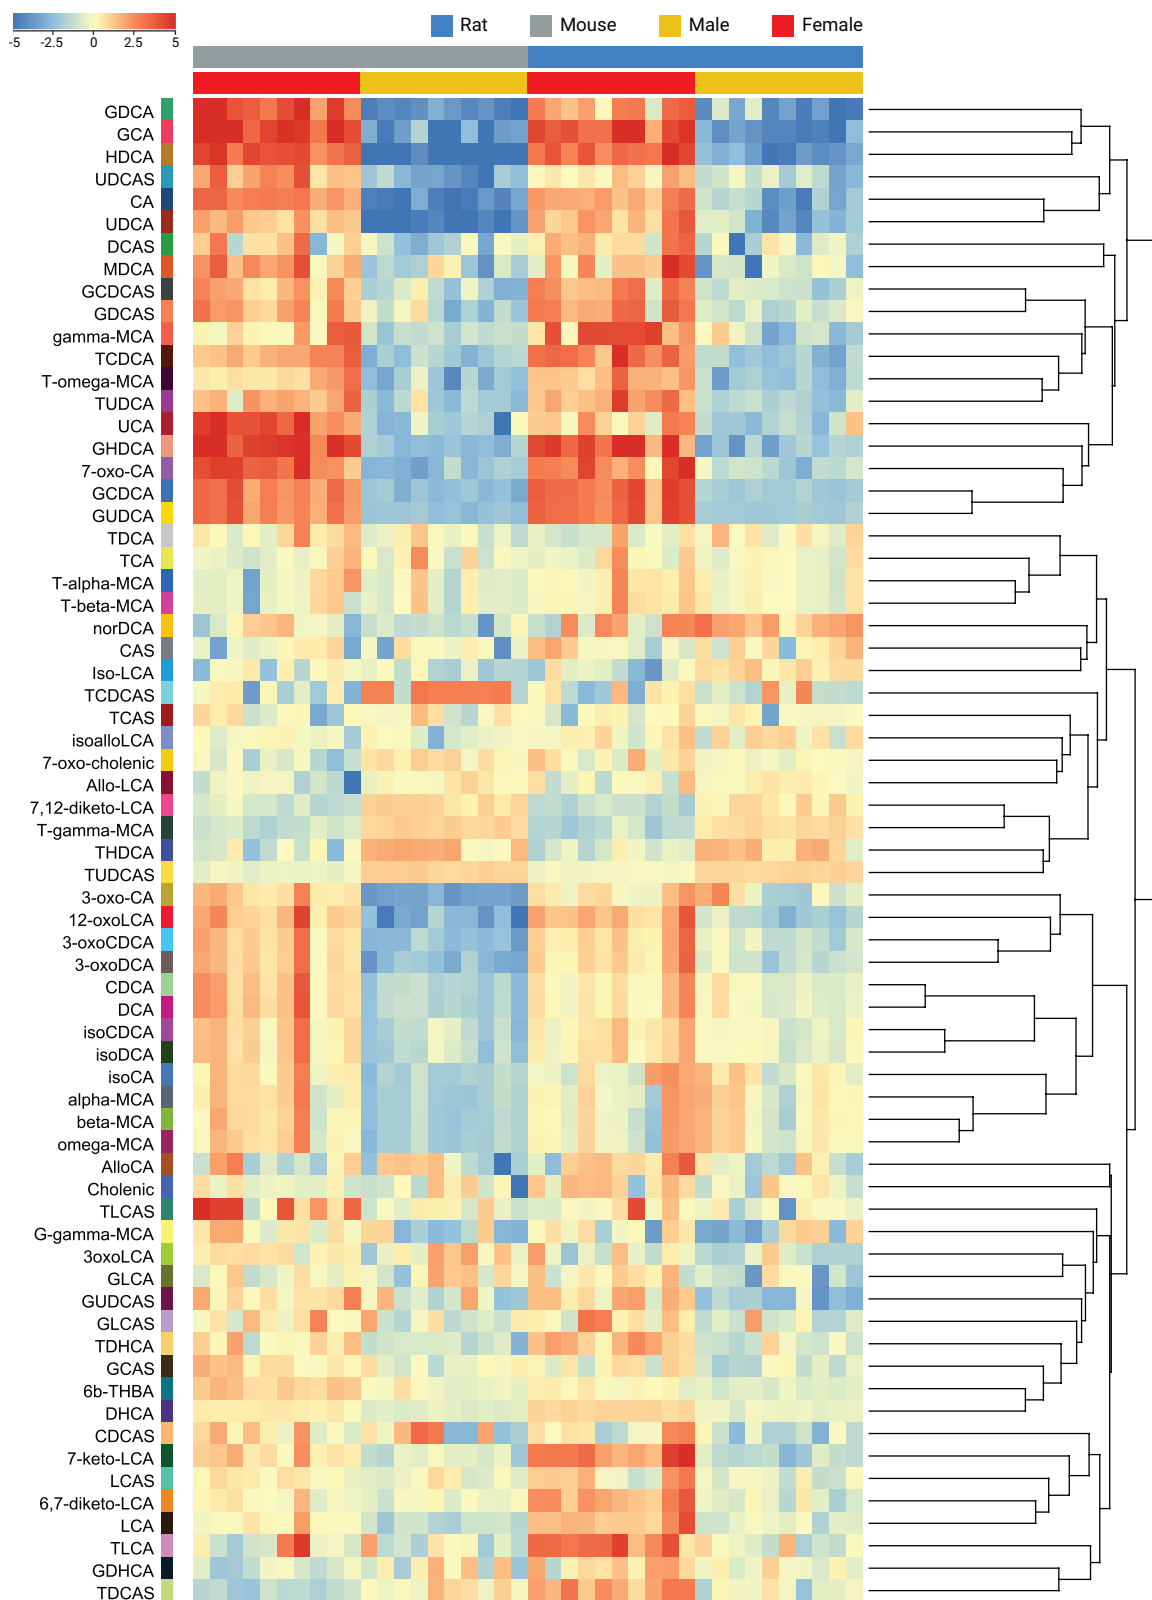 Rat Mouse Male Female
-5 -2.5 0 2.5 5
GDCA
GCA
HDCA
UDCAS
CA
UDCA
DCAS
MDCA
GCDCAS
GDCAS
gamma-MCA
TCDCA
T-omega-MCA
TUDCA
UCA
GHDCA
7-oxo-CA
GCDCA
GUDCA
TDCA
TCA
T-alpha-MCA
T-beta-MCA
norDCA
CAS
Iso-LCA
TCDCAS
TCAS
isoalloLCA
7-oxo-cholenic
Allo-LCA
7,12-diketo-LCA
T-gamma-MCA
THDCA
TUDCAS
3-oxo-CA
12-oxoLCA
3-oxoCDCA
3-oxoDCA
CDCA
DCA
isoCDCA
isoDCA
isoCA
alpha-MCA
beta-MCA
omega-MCA
AlloCA
Cholenic
TLCAS
G-gamma-MCA
3oxoLCA
GLCA
GUDCAS
GLCAS
TDHCA
GCAS
6b-THBA
DHCA
CDCAS
7-keto-LCA
LCAS
6,7-diketo-LCA
LCA
TLCA
GDHCA
TDCAS